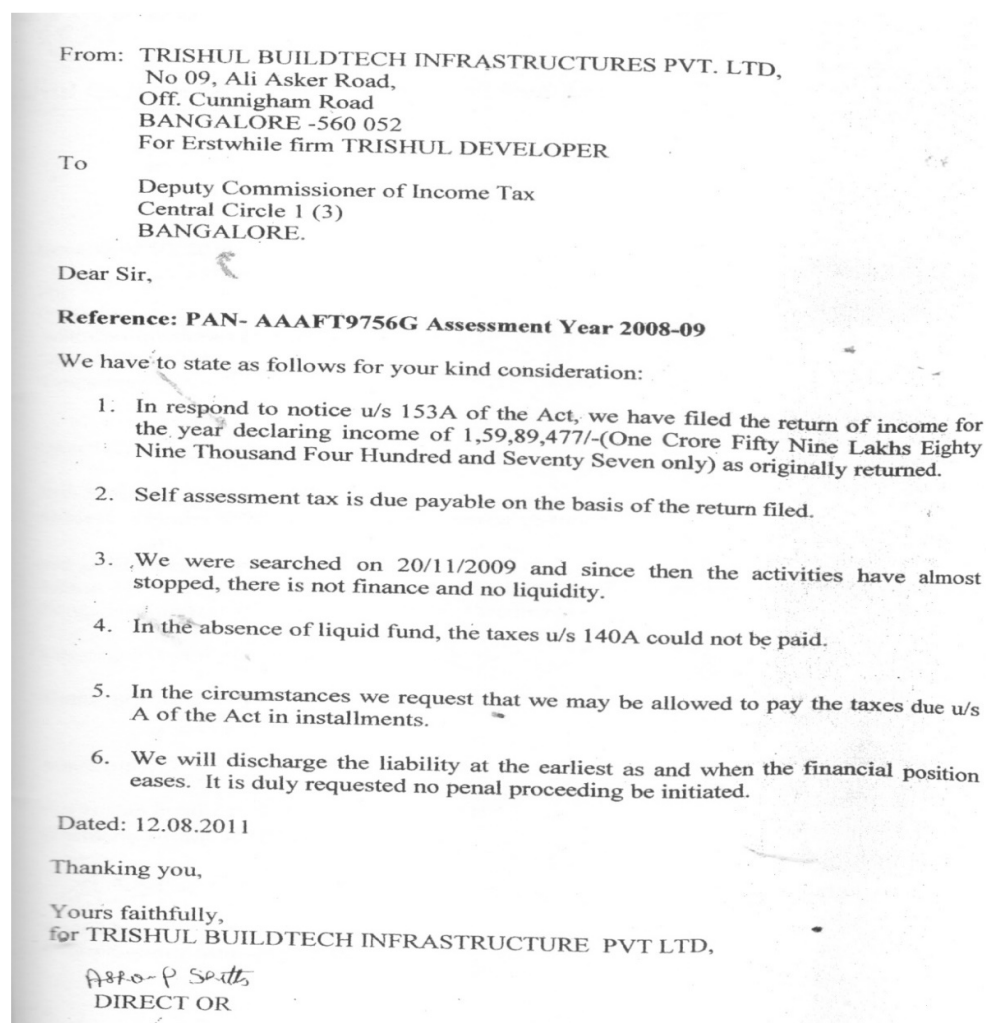 From: TRISHUL BUILDTECH INFRASTRUCTURES PVT. LTD,
No 09, Ali Asker Road,
Off. Cunnigham Road
BANGALORE -560 052
For Erstwhile firm TRISHUL DEVELOPER
To
Deputy Commissioner of Income Tax
Central Circle 1 (3)
BANGALORE.
Dear Sir,
Reference: PAN- AAAFT9756G Assessment Year 2008-09
We have to state as follows for your kind consideration:
1. In respond to notice u/s 153A of the Act, we have filed the return of income for
the year declaring income of 1,59,89,477/-(One Crore Fifty Nine Lakhs Eighty
Nine Thousand Four Hundred and Seventy Seven only) as originally returned.
2. Self assessment tax is due payable on the basis of the return filed.
3. We were searched on 20/11/2009 and since then the activities have almost
stopped, there is not finance and no liquidity.
4. In the absence of liquid fund, the taxes u/s 140A could not be paid.
5. In the circumstances we request that we may be allowed to pay the taxes due u/s
A of the Act in installments.
6. We will discharge the liability at the earliest as and when the financial position
eases. It is duly requested no penal proceeding be initiated.
Dated: 12.08.2011
Thanking you,
Yours faithfully,
for TRISHUL BUILDTECH INFRASTRUCTURE PVT LTD,
DIRECT OR